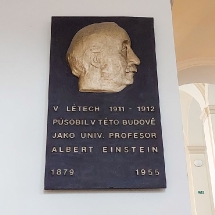 V LÉTECH 1911 - 1912
PŮSOBIL V TÉTO BUDOVĚ
JAKO UNIV. PROFESOR
ALBERT EINSTEIN
1879 1955